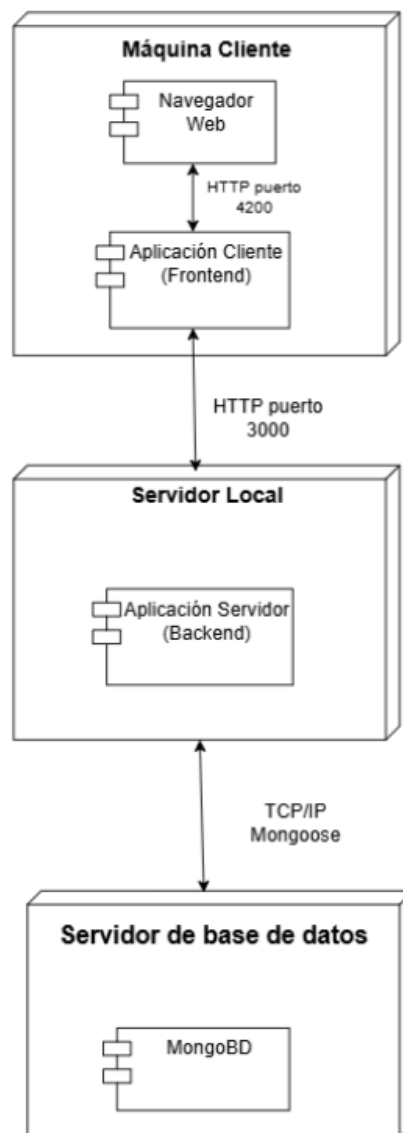 Máquina Cliente
Navegador
Web
HTTP puerto
4200
Aplicación Cliente
(Frontend)
HTTP puerto
3000
Servidor Local
Aplicación Servidor
(Backend)
TCP/IP
Mongoose
Servidor de base de datos
MongoBD